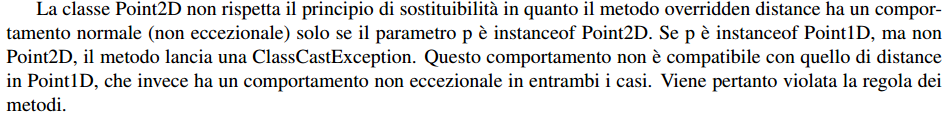 La classe Point2D non rispetta il principio di sostituibilità in quanto il metodo overridden distance ha un compor-
tamento normale (non eccezionale) solo se il parametro p è instanceof Point2D. Se p è instanceof Point1D, ma non
Point2D, il metodo lancia una ClassCastException. Questo comportamento non è compatibile con quello di distance
in Point1D, che invece ha un comportamento non eccezionale in entrambi i casi. Viene pertanto violata la regola dei
metodi.